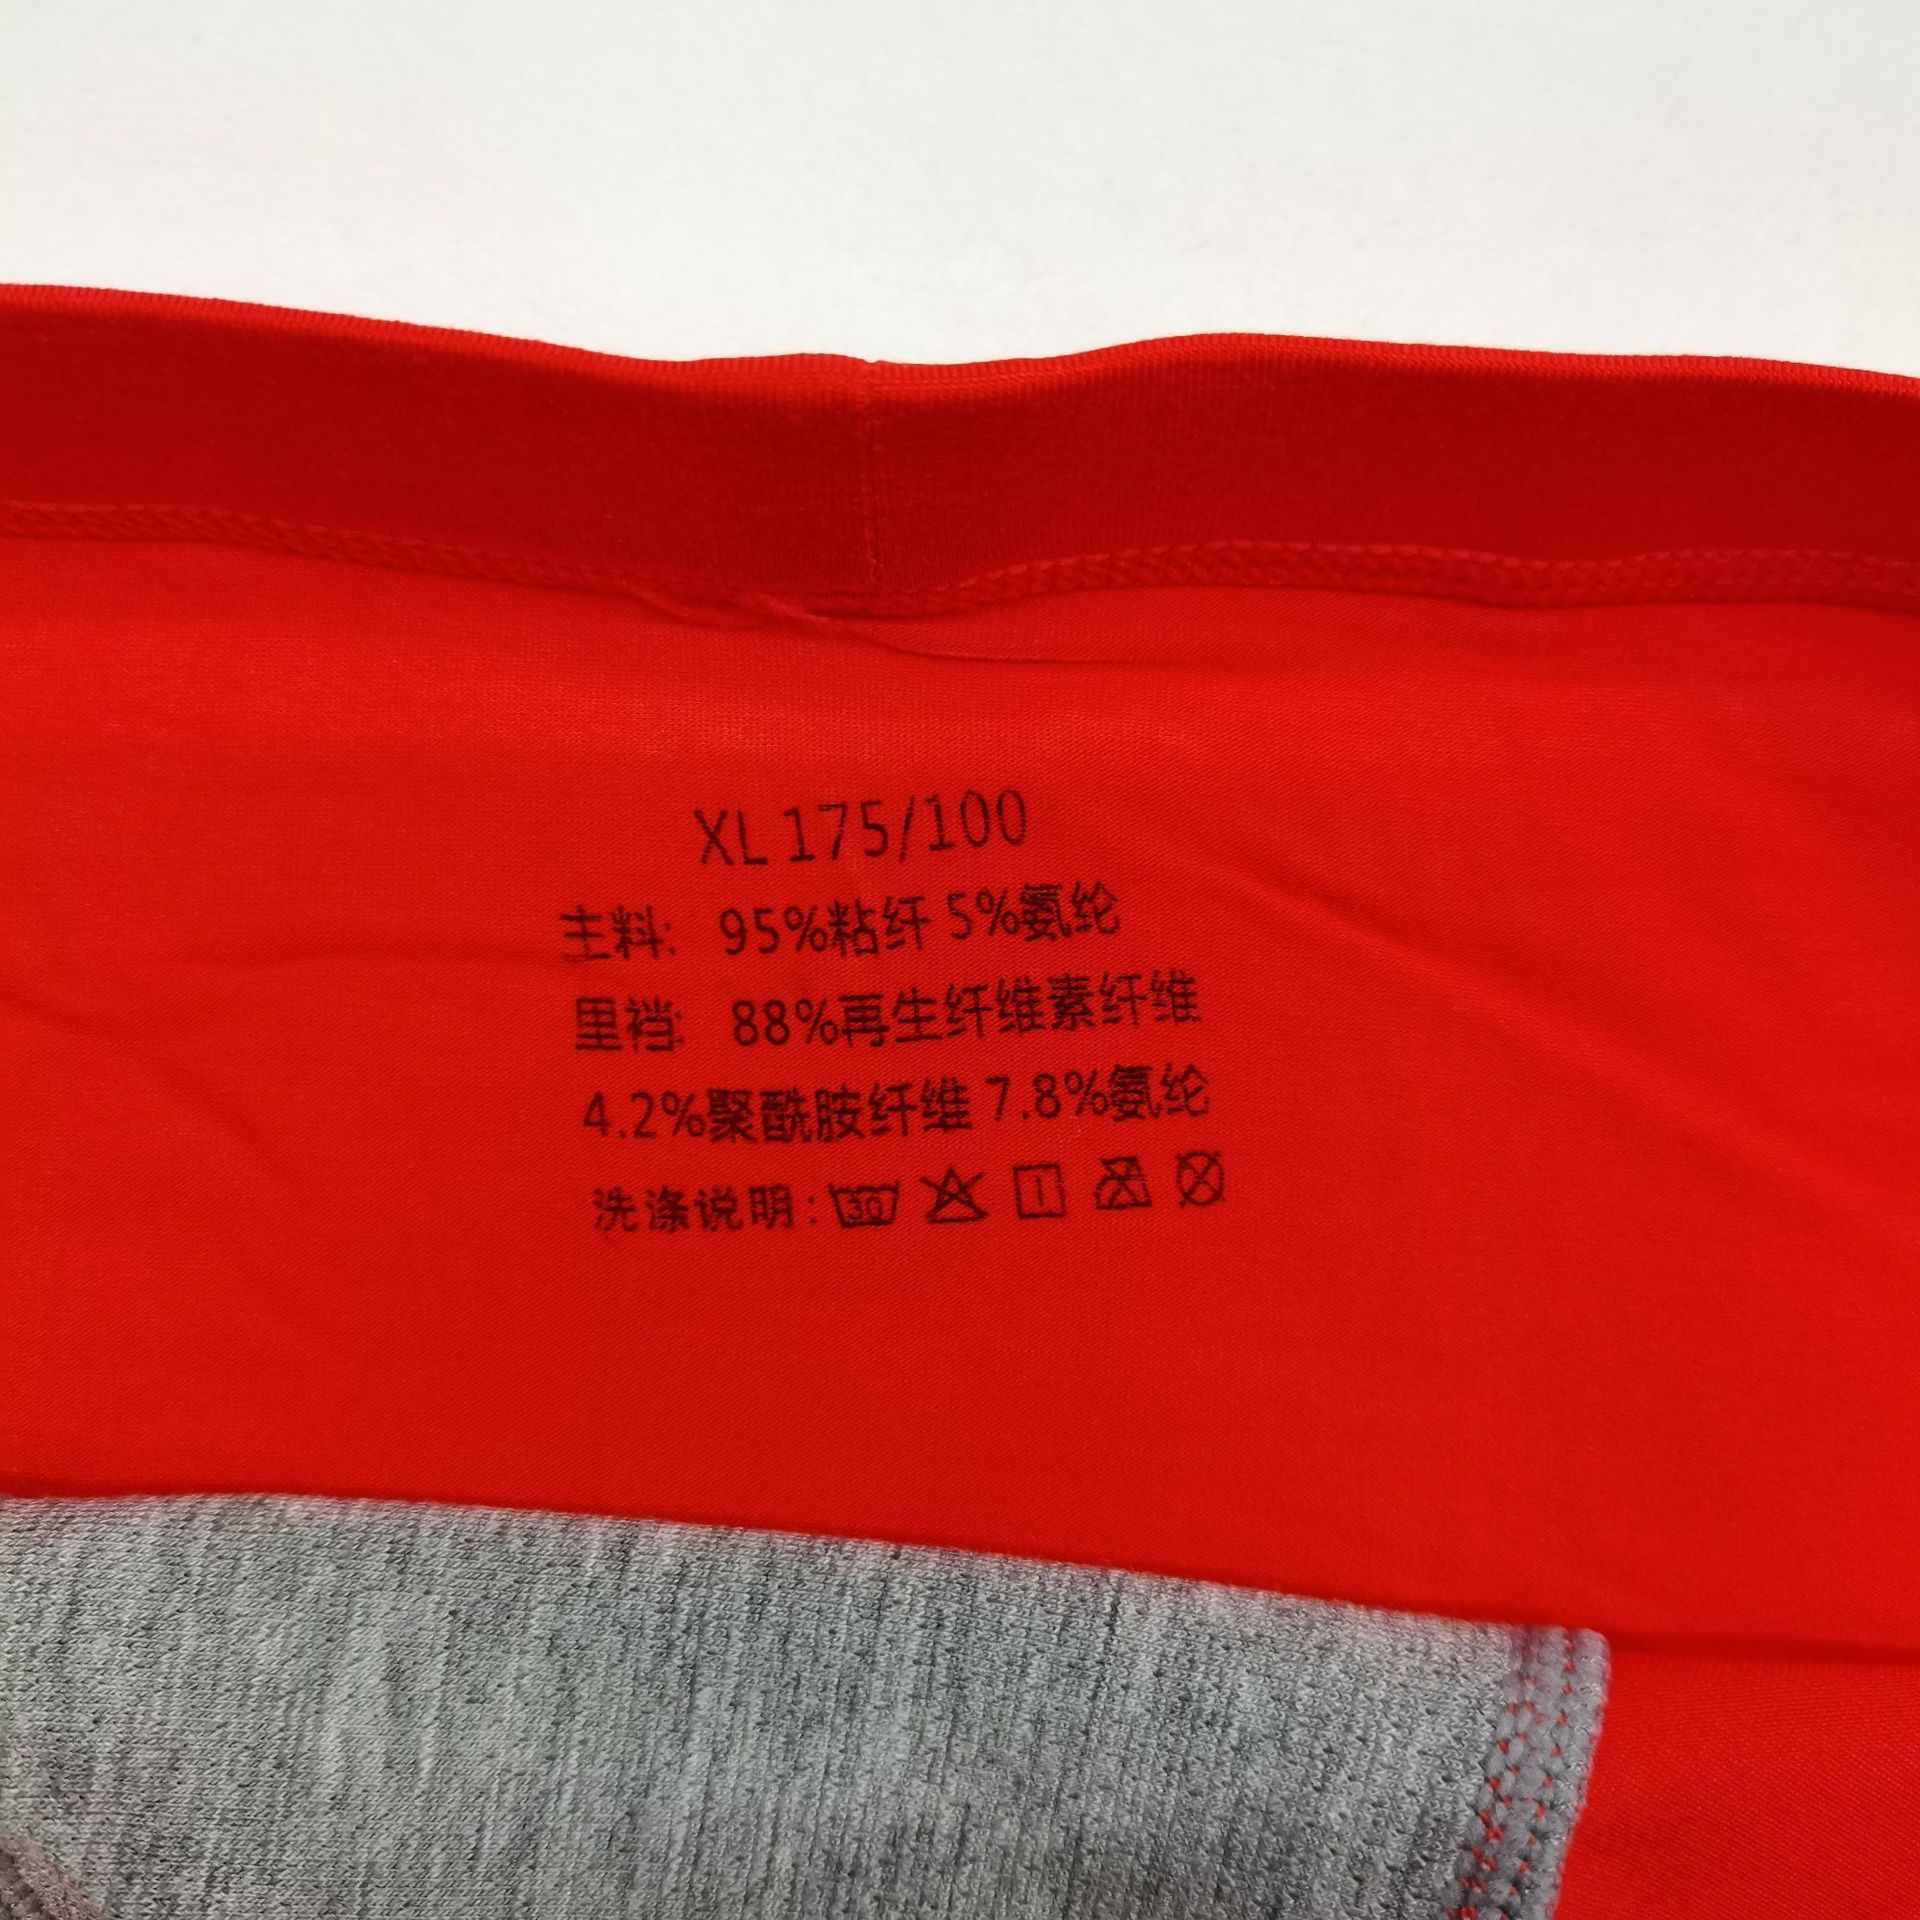 XL 175/100
主料: 95%粘纤 5%氨纶
里裆: 88%再生纤维素纤维
4.2%聚酰胺纤维 7.8%氨纶
洗涤说明: 30